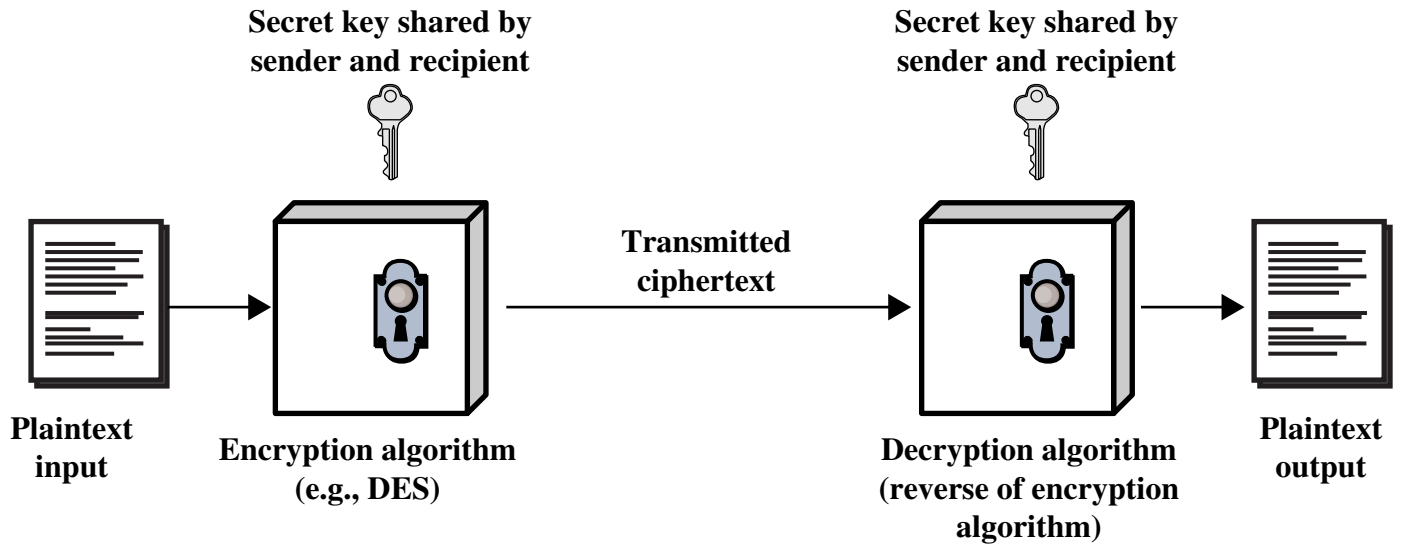 Secret key shared by
sender and recipient
Secret key shared by
sender and recipient
Transmitted
ciphertext
Plaintext
input
Encryption algorithm
(e.g., DES)
Decryption algorithm
(reverse of encryption
algorithm)
Plaintext
output